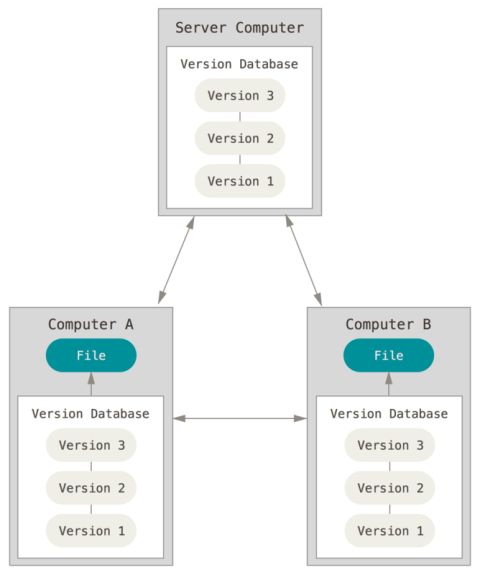 Server Computer
Version Database
Version 3
Version 2
Version 1
Computer A
File
Version Database
Version 3
Version 2
Version 1
Computer B
File
Version Database
Version 3
Version 2
Version 1